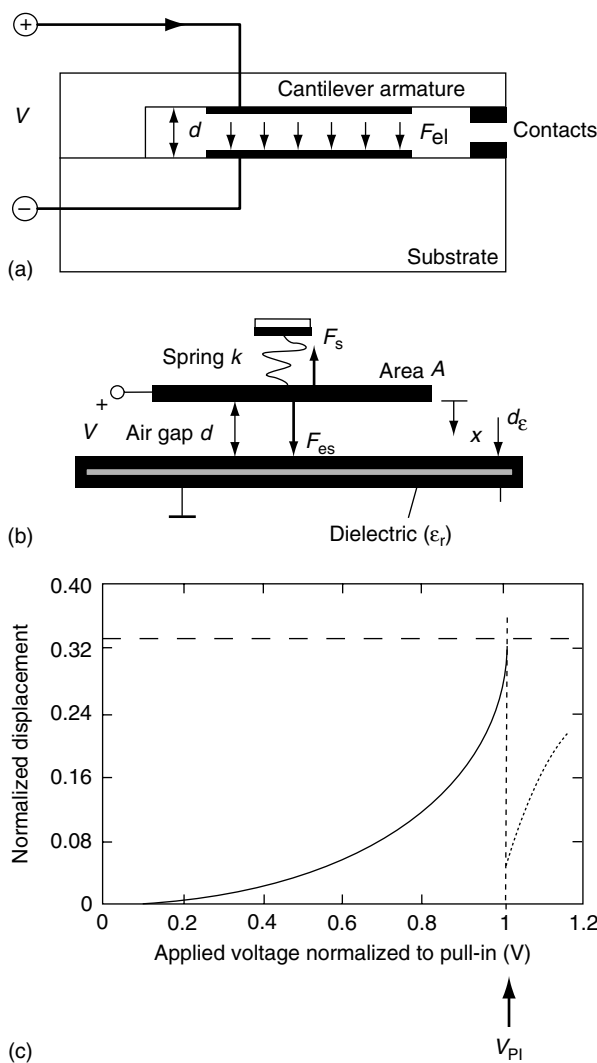 +
V
Cantilever armature
d
Fel
Contacts
−
Substrate
(a)
Spring k
Fs
Area A
+
V
Air gap d
Fes
x
dε
Dielectric (εr)
(b)
Normalized displacement
0.40
0.32
0.24
0.16
0.08
0
0 0.2 0.4 0.6 0.8 1 1.2
Applied voltage normalized to pull-in (V)
VPI
(c)